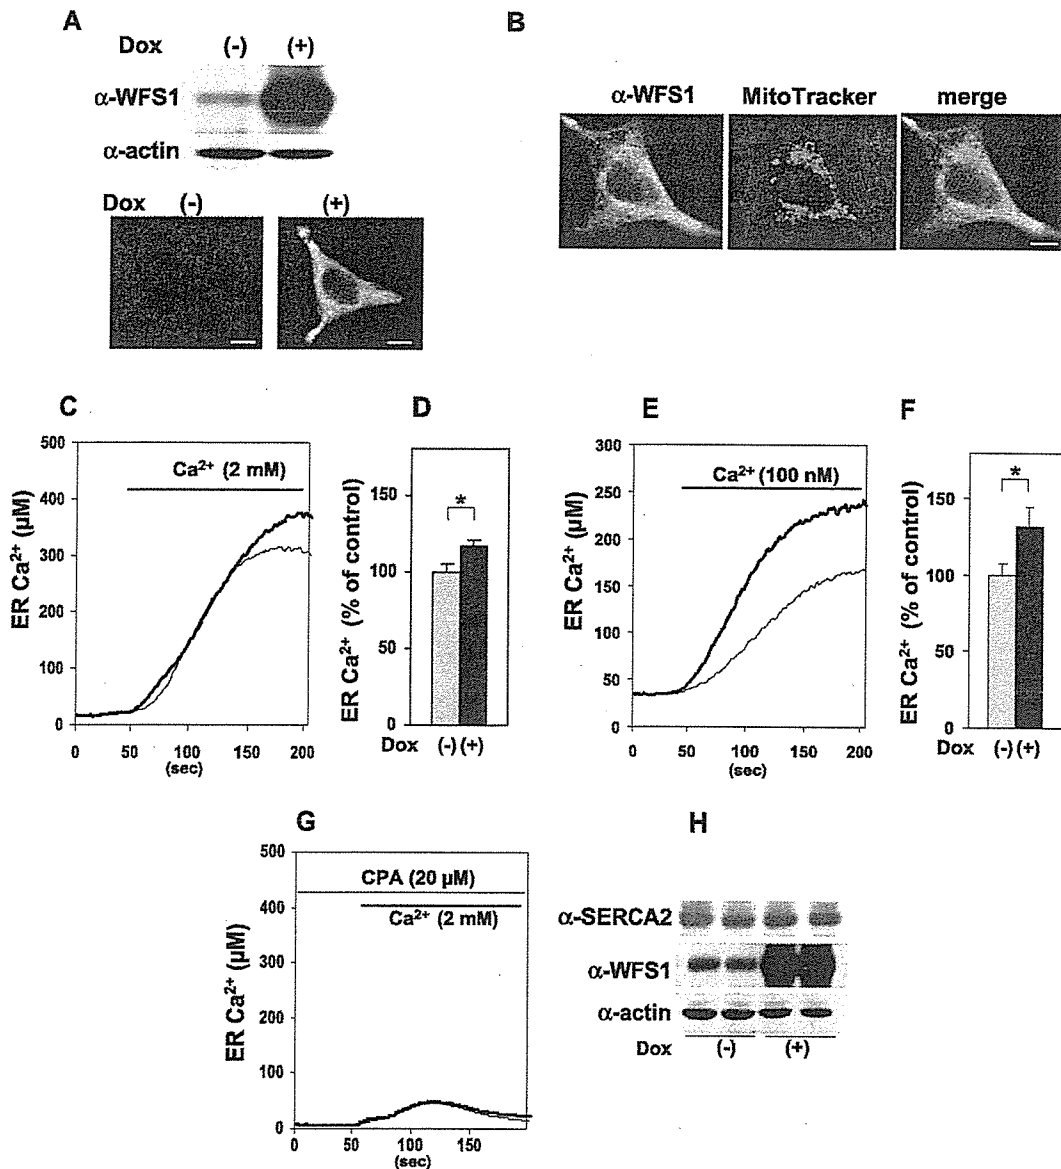 A
Dox (-) (+)
α-WFS1
α-actin
Dox (-) (+)
B
α-WFS1 MitoTracker merge
C
500
400
300
200
100
0
ER Ca²⁺ (µM)
Ca²⁺ (2 mM)
0 50 100 150 200
(sec)
D
150
100
50
0
ER Ca²⁺ (% of control)
*
Dox (-) (+)
E
300
250
200
150
100
50
0
ER Ca²⁺ (µM)
Ca²⁺ (100 nM)
0 50 100 150 200
(sec)
F
150
100
50
0
ER Ca²⁺ (% of control)
*
Dox (-) (+)
G
500
400
300
200
100
0
ER Ca²⁺ (µM)
CPA (20 µM)
Ca²⁺ (2 mM)
0 50 100 150
(sec)
H
α-SERCA2
α-WFS1
α-actin
Dox (-) (+)